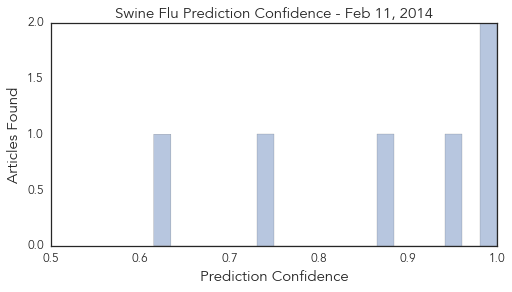 Swine Flu Prediction Confidence - Feb 11, 2014
2.0
1.5
1.0
0.5
0.0
Articles Found
0.5 0.6 0.7 0.8 0.9 1.0
Prediction Confidence